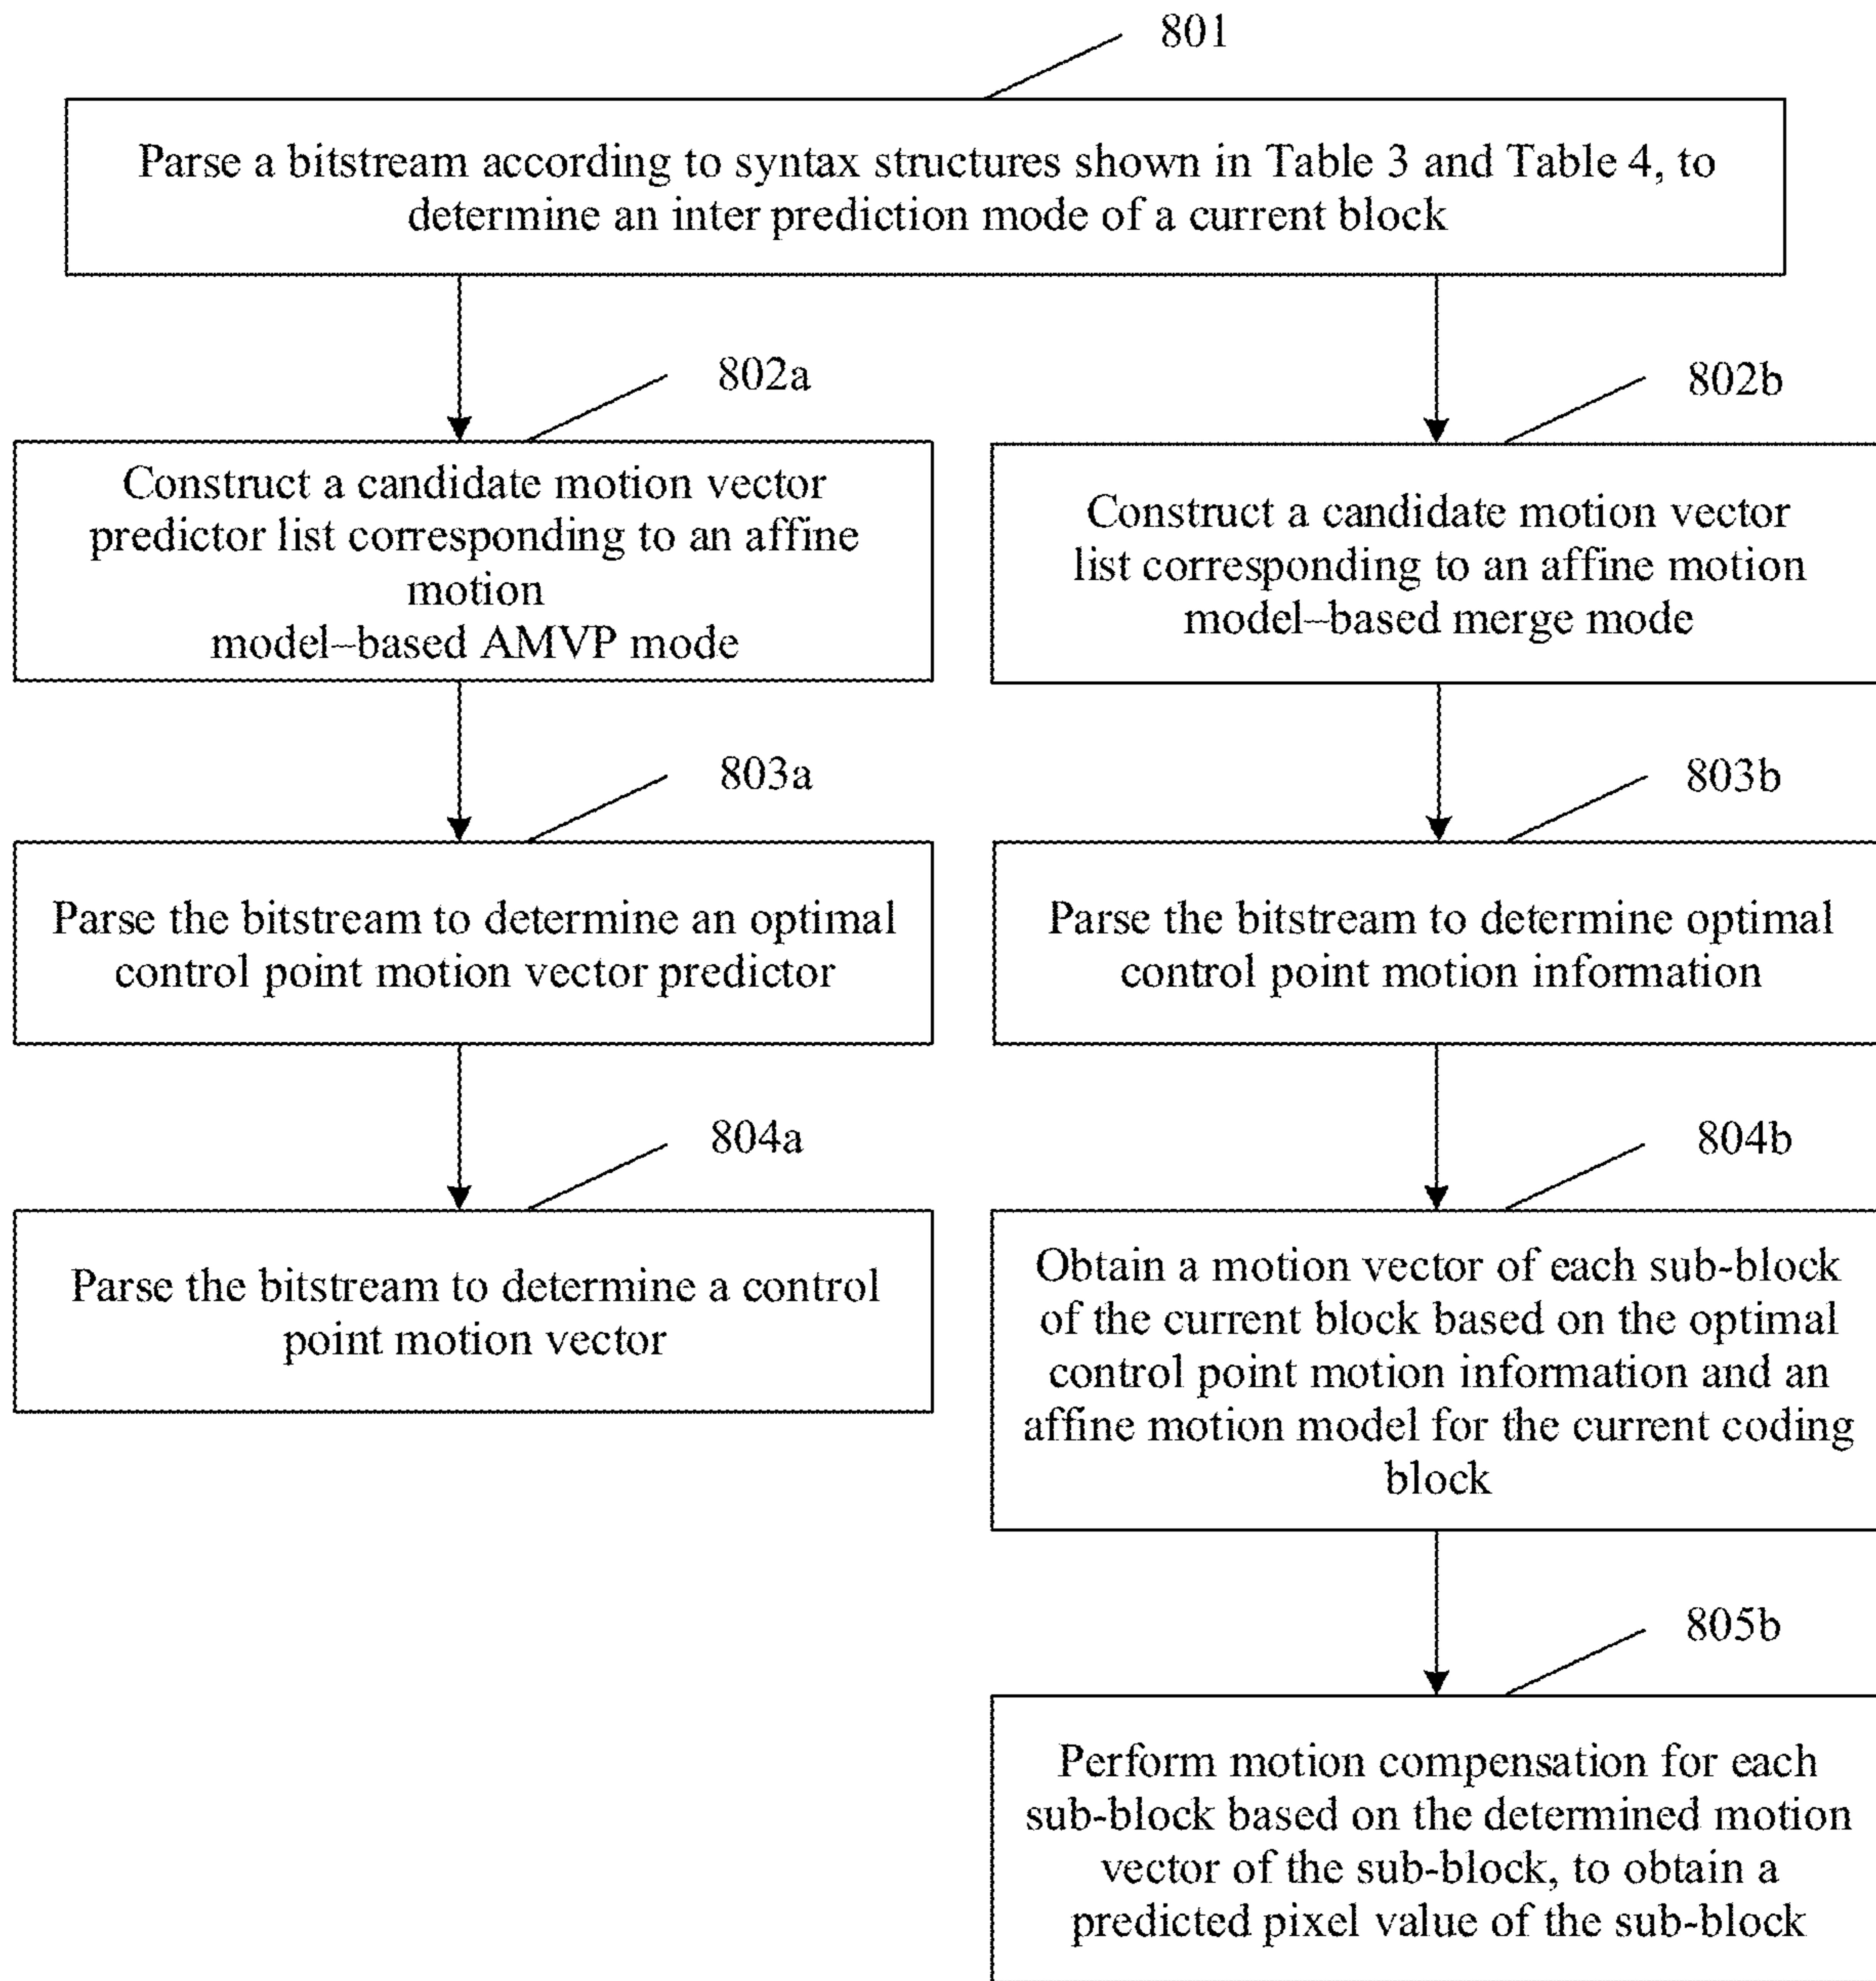 801
Parse a bitstream according to syntax structures shown in Table 3 and Table 4, to
determine an inter prediction mode of a current block
802a
Construct a candidate motion vector
predictor list corresponding to an affine
motion
model–based AMVP mode
802b
Construct a candidate motion vector
list corresponding to an affine motion
model–based merge mode
803a
Parse the bitstream to determine an optimal
control point motion vector predictor
803b
Parse the bitstream to determine optimal
control point motion information
804a
Parse the bitstream to determine a control
point motion vector
804b
Obtain a motion vector of each sub-block
of the current block based on the optimal
control point motion information and an
affine motion model for the current coding
block
805b
Perform motion compensation for each
sub-block based on the determined motion
vector of the sub-block, to obtain a
predicted pixel value of the sub-block